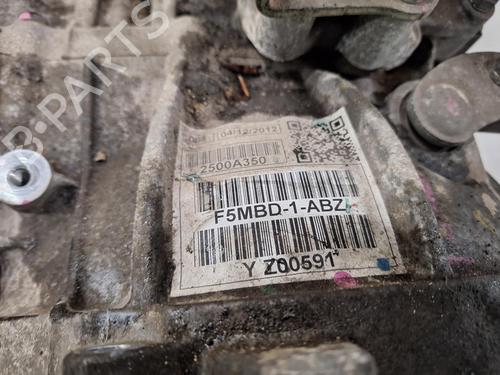 (04/12/2012)
2500A350
F5MBD-1-ABZ
Y Z00591
B-PARTS